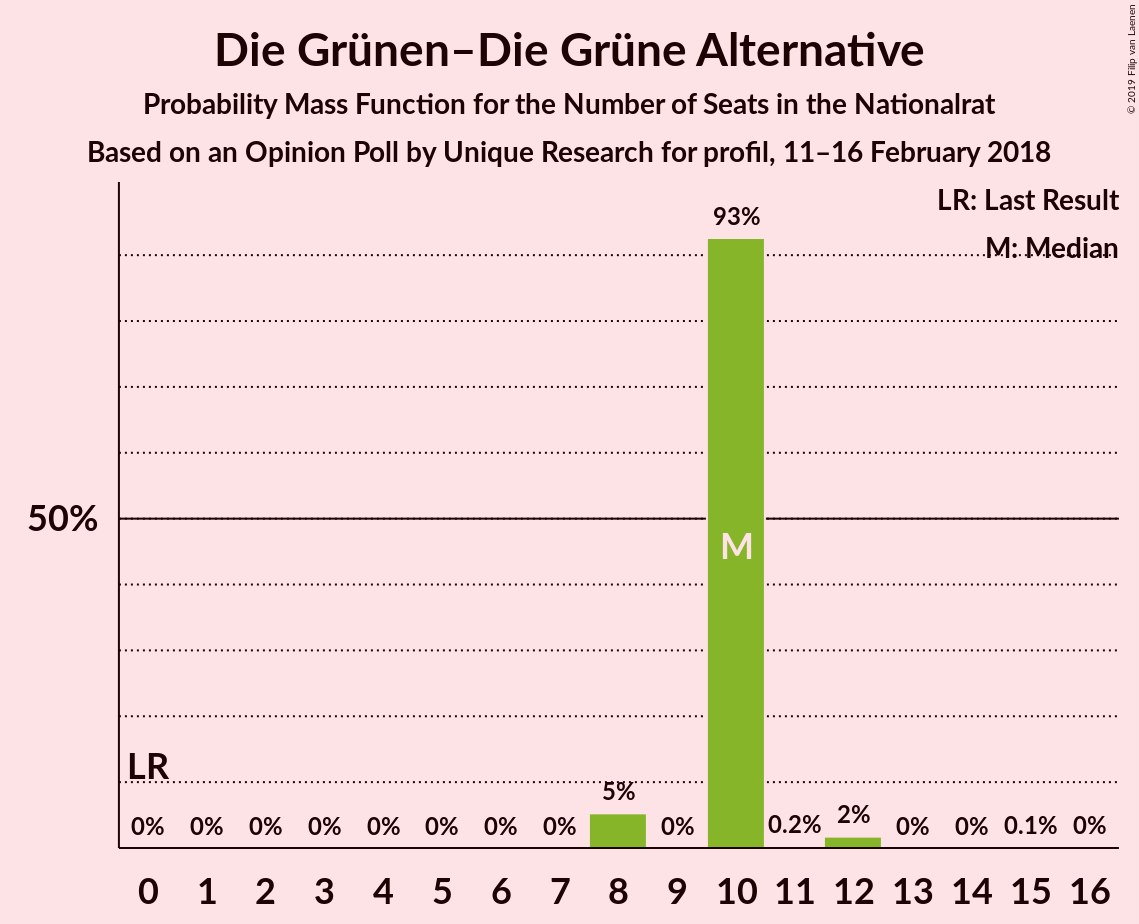 Die Grünen–Die Grüne Alternative
Probability Mass Function for the Number of Seats in the Nationalrat
Based on an Opinion Poll by Unique Research for profil, 11–16 February 2018
© 2019 Filip van Laenen
LR: Last Result
M: Median
93%
50%
M
LR
5%
0% 0% 0% 0% 0% 0% 0% 0% 0% 0.2% 2% 0% 0% 0.1% 0%
0 1 2 3 4 5 6 7 8 9 10 11 12 13 14 15 16